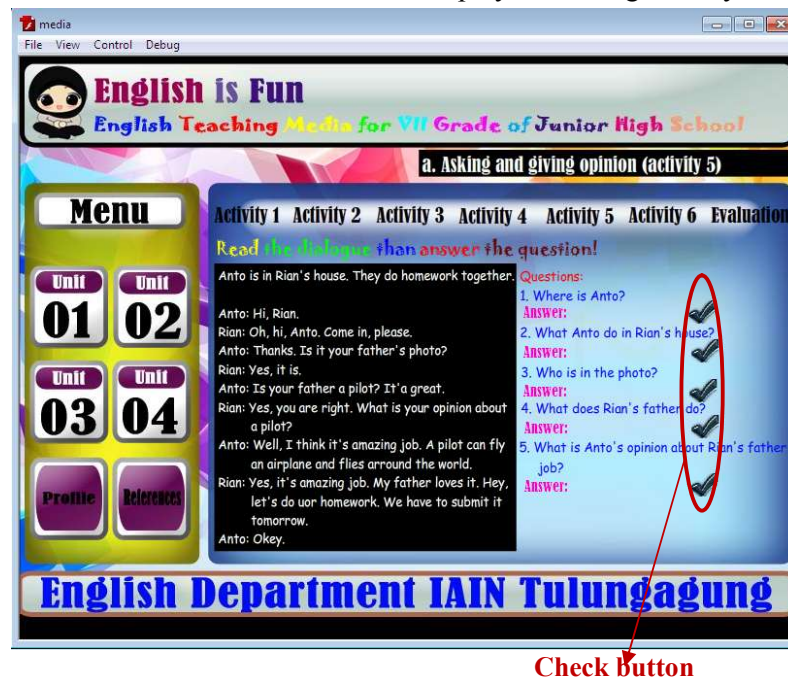 media
File View Control Debug
English is Fun
English Teaching Media for VII Grade of Junior High School
a. Asking and giving opinion (activity 5)
Menu
Unit
01
Unit
02
Unit
03
Unit
04
Profile
References
Activity 1 Activity 2 Activity 3 Activity 4 Activity 5 Activity 6 Evaluation
Read the dialogue than answer the question!
Anto is in Rian's house. They do homework together.
Anto: Hi, Rian.
Rian: Oh, hi, Anto. Come in, please.
Anto: Thanks. Is it your father's photo?
Rian: Yes, it is.
Anto: Is your father a pilot? It'a great.
Rian: Yes, you are right. What is your opinion about
a pilot?
Anto: Well, I think it's amazing job. A pilot can fly
an airplane and flies arround the world.
Rian: Yes, it's amazing job. My father loves it. Hey,
let's do uor homework. We have to submit it
tomorrow.
Anto: Okey.
Questions:
1. Where is Anto?
Answer:
2. What Anto do in Rian's house?
Answer:
3. Who is in the photo?
Answer:
4. What does Rian's father do?
Answer:
5. What is Anto's opinion about Rian's father
job?
Answer:
English Department IAIN Tulungagung
Check button